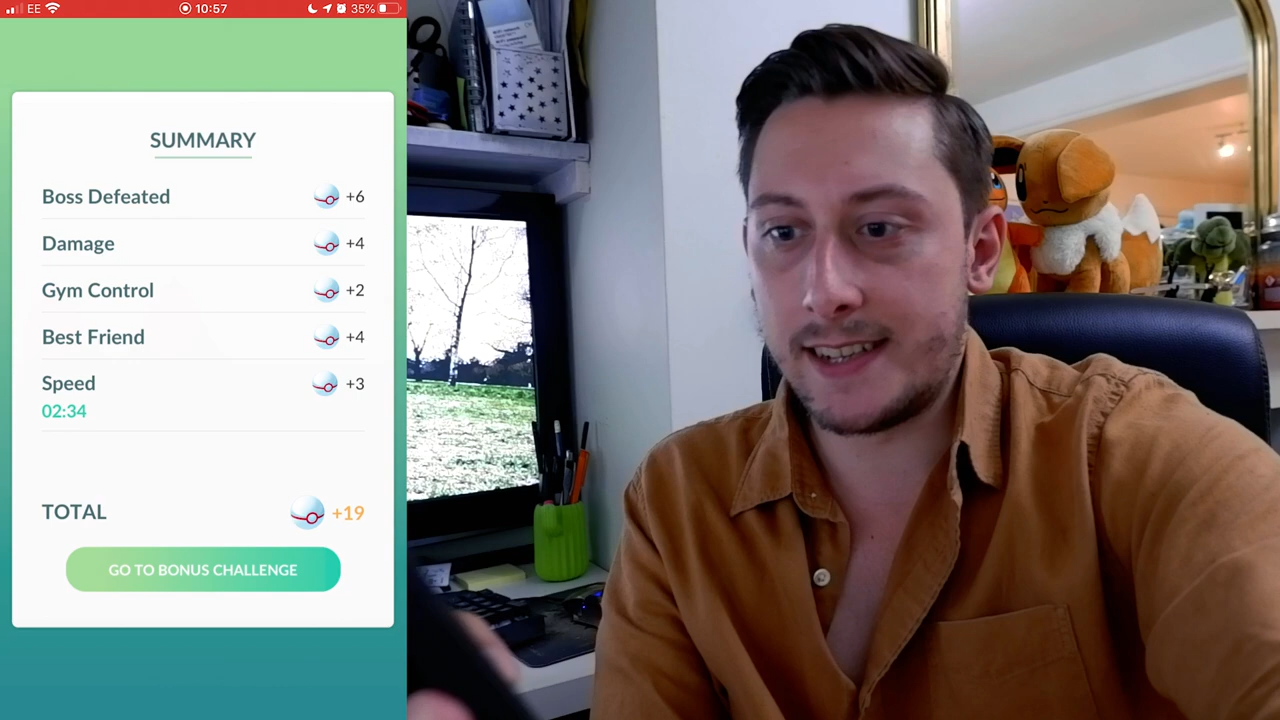 EE 10:57 35%
SUMMARY
Boss Defeated +6
Damage +4
Gym Control +2
Best Friend +4
Speed +3
02:34
TOTAL +19
GO TO BONUS CHALLENGE